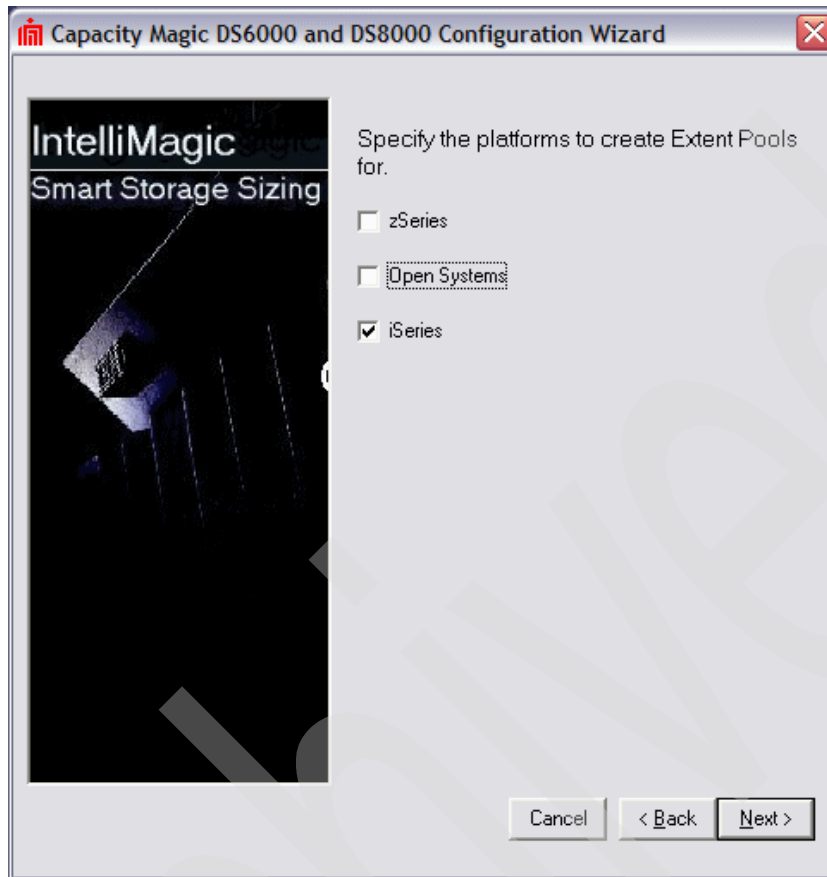 Capacity Magic DS6000 and DS8000 Configuration Wizard
IntelliMagic
Smart Storage Sizing
Specify the platforms to create Extent Pools
for.
zSeries
Open Systems
iSeries
Cancel
< Back
Next >